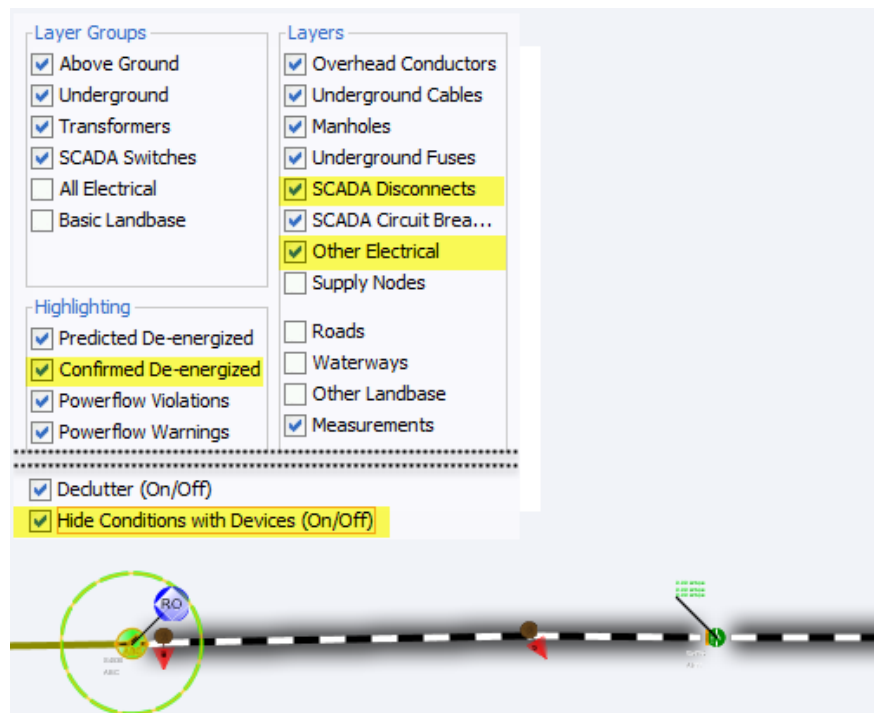 Layer Groups
Above Ground
Underground
Transformers
SCADA Switches
All Electrical
Basic Landbase
Highlighting
Predicted De-energized
Confirmed De-energized
Powerflow Violations
Powerflow Warnings
Layers
Overhead Conductors
Underground Cables
Manholes
Underground Fuses
SCADA Disconnects
SCADA Circuit Brea...
Other Electrical
Supply Nodes
Roads
Waterways
Other Landbase
Measurements
Declutter (On/Off)
Hide Conditions with Devices (On/Off)
RO
ABC